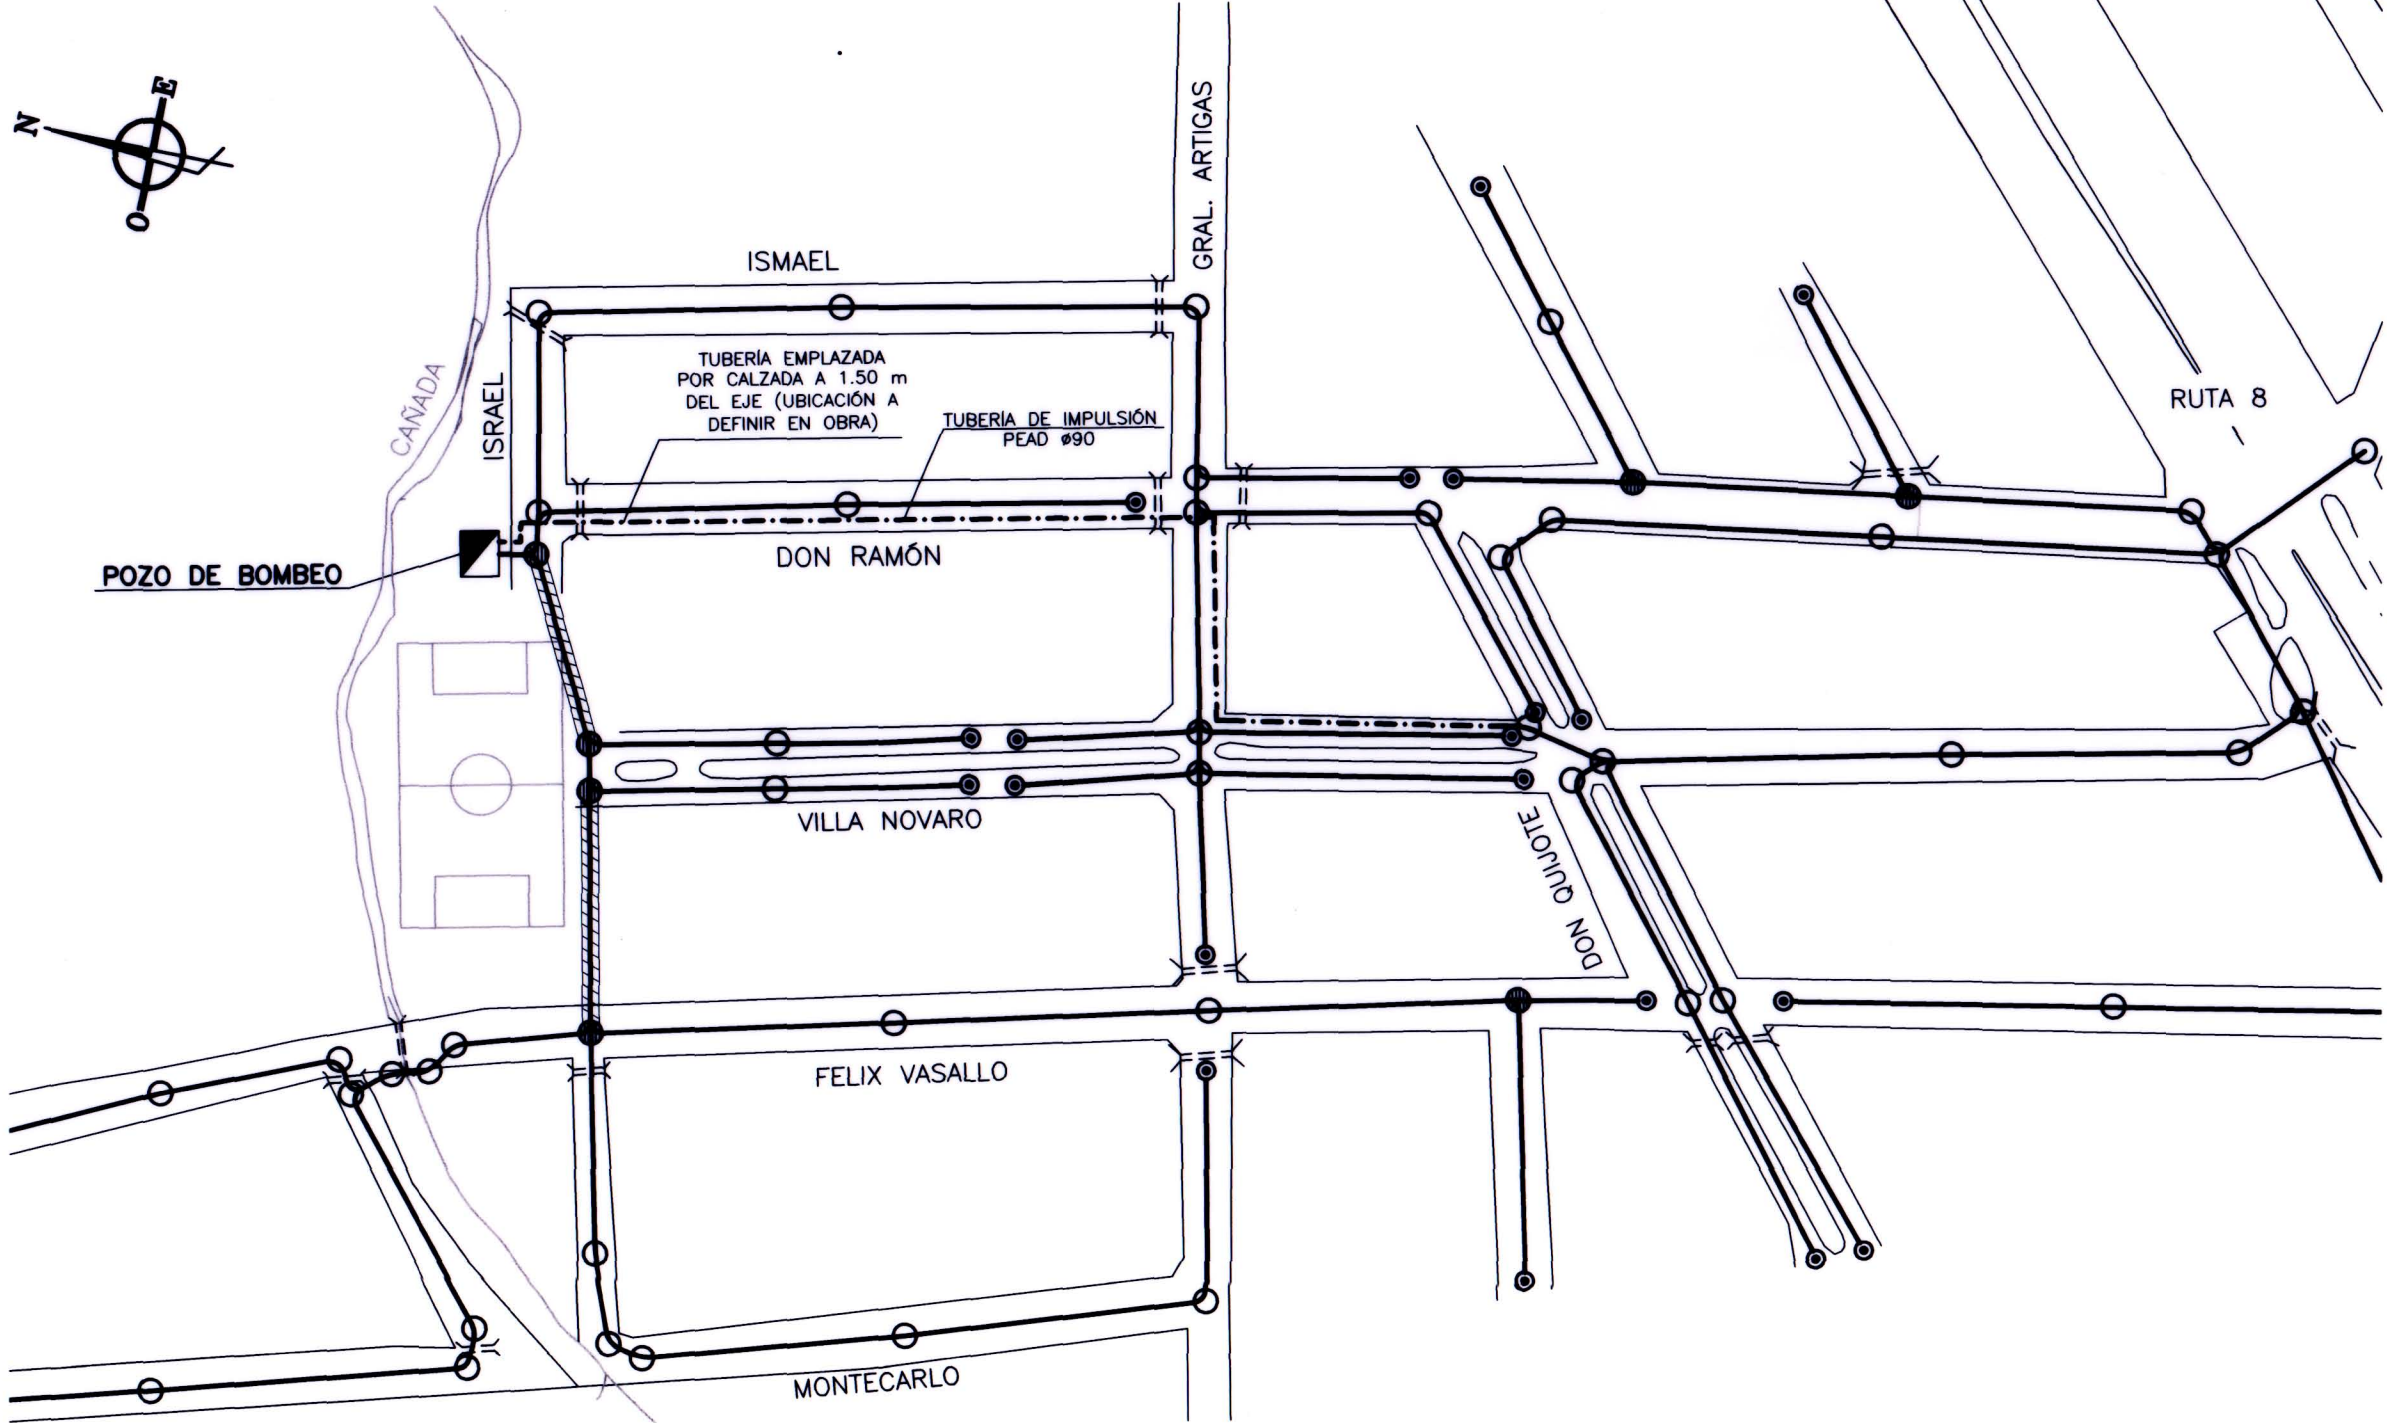 E
N
O
GRAL. ARTIGAS
ISMAEL
ISRAEL
CAÑADA
TUBERÍA EMPLAZADA
POR CALZADA A 1.50 m
DEL EJE (UBICACIÓN A
DEFINIR EN OBRA)
TUBERÍA DE IMPULSIÓN
PEAD ø90
RUTA 8
DON RAMÓN
POZO DE BOMBEO
VILLA NOVARO
DON QUIJOTE
FELIX VASALLO
MONTECARLO